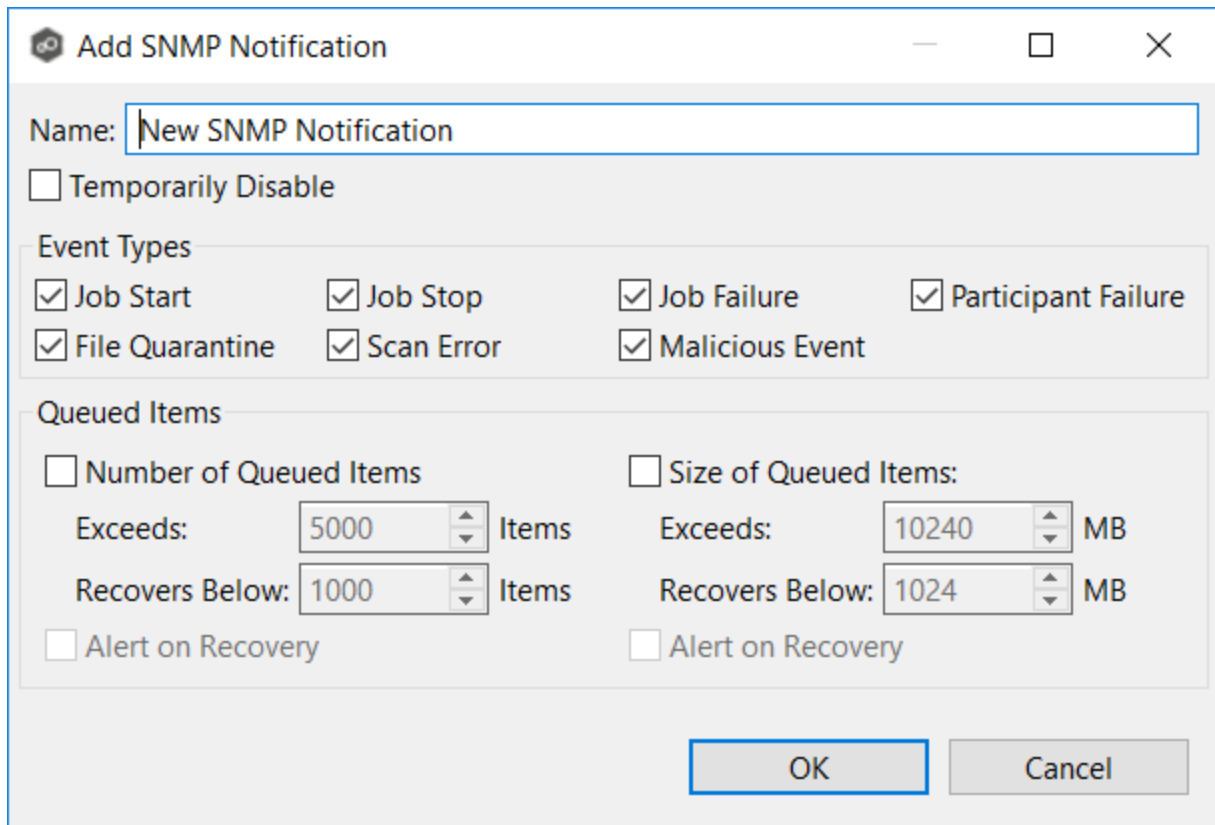 Add SNMP Notification
Name: New SNMP Notification
Temporarily Disable
Event Types
Job Start Job Stop Job Failure Participant Failure
File Quarantine Scan Error Malicious Event
Queued Items
Number of Queued Items Size of Queued Items:
Exceeds: 5000 Items Exceeds: 10240 MB
Recovers Below: 1000 Items Recovers Below: 1024 MB
Alert on Recovery Alert on Recovery
OK Cancel